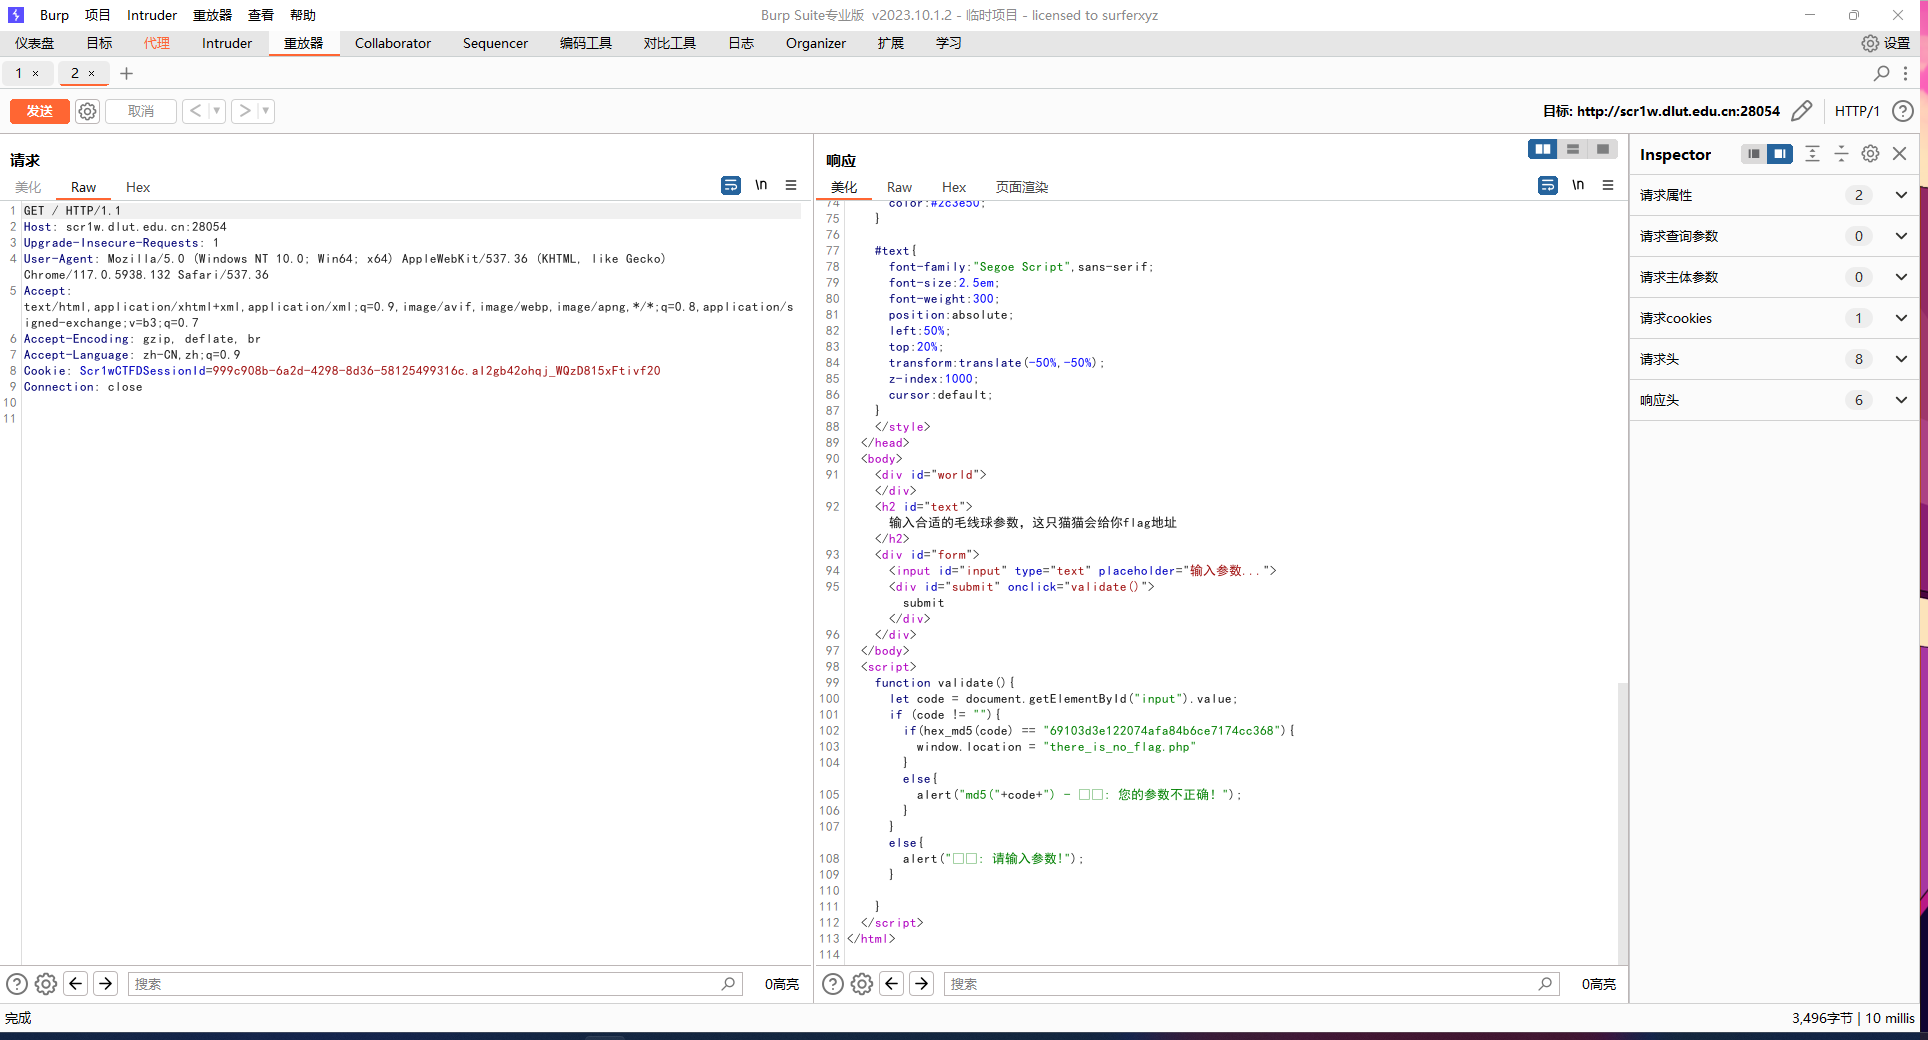 Burp 项目 Intruder 重放器 查看 帮助 Burp Suite专业版 v2023.10.1.2 - 临时项目 - licensed to surferxyz
仪表盘 目标 代理 Intruder 重放器 Collaborator Sequencer 编码工具 对比工具 日志 Organizer 扩展 学习 设置
1 × 2 × +
发送 取消 < > 目标: http://scr1w.dlut.edu.cn:28054 HTTP/1
请求
美化 Raw Hex \n
1 GET / HTTP/1.1
2 Host: scr1w.dlut.edu.cn:28054
3 Upgrade-Insecure-Requests: 1
4 User-Agent: Mozilla/5.0 (Windows NT 10.0; Win64; x64) AppleWebKit/537.36 (KHTML, like Gecko)
Chrome/117.0.5938.132 Safari/537.36
5 Accept:
text/html,application/xhtml+xml,application/xml;q=0.9,image/avif,image/webp,image/apng,*/*;q=0.8,application/s
igned-exchange;v=b3;q=0.7
6 Accept-Encoding: gzip, deflate, br
7 Accept-Language: zh-CN,zh;q=0.9
8 Cookie: Scr1wCTFDSessionId=999c908b-6a2d-4298-8d36-58125499316c.aI2gb42ohqj_WQzD815xFtivf20
9 Connection: close
10
11
搜索 0高亮
响应
美化 Raw Hex 页面渲染 \n
74 color:#2c3e50;
75 }
76
77 #text{
78 font-family:"Segoe Script",sans-serif;
79 font-size:2.5em;
80 font-weight:300;
81 position:absolute;
82 left:50%;
83 top:20%;
84 transform:translate(-50%,-50%);
85 z-index:1000;
86 cursor:default;
87 }
88 </style>
89 </head>
90 <body>
91 <div id="world">
</div>
92 <h2 id="text">
输入合适的毛线球参数，这只猫猫会给你flag地址
</h2>
93 <div id="form">
94 <input id="input" type="text" placeholder="输入参数...">
95 <div id="submit" onclick="validate()">
submit
</div>
96 </div>
97 </body>
98 <script>
99 function validate(){
100 let code = document.getElementById("input").value;
101 if (code != ""){
102 if(hex_md5(code) == "69103d3e122074afa84b6ce7174cc368"){
103 window.location = "there_is_no_flag.php"
104 }
else{
105 alert("md5("+code+") - □□: 您的参数不正确! ");
106 }
107 }
else{
108 alert("□□: 请输入参数!");
109 }
110
111 }
112 </script>
113 </html>
114
搜索 0高亮
Inspector
请求属性 2
请求查询参数 0
请求主体参数 0
请求cookies 1
请求头 8
响应头 6
完成 3,496字节 | 10 millis